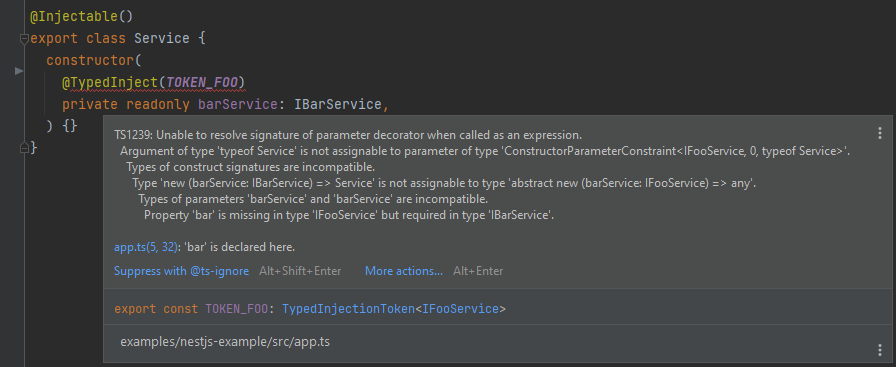 @Injectable()
export class Service {
constructor(
@TypedInject(TOKEN_FOO)
private readonly barService: IBarService,
) {}
}
TS1239: Unable to resolve signature of parameter decorator when called as an expression.
Argument of type 'typeof Service' is not assignable to parameter of type 'ConstructorParameterConstraint<IFooService, 0, typeof Service>'.
Types of construct signatures are incompatible.
Type 'new (barService: IBarService) => Service' is not assignable to type 'abstract new (barService: IFooService) => any'.
Types of parameters 'barService' and 'barService' are incompatible.
Property 'bar' is missing in type 'IFooService' but required in type 'IBarService'.
app.ts(5, 32): 'bar' is declared here.
Suppress with @ts-ignore Alt+Shift+Enter More actions... Alt+Enter
export const TOKEN_FOO: TypedInjectionToken<IFooService>
examples/nestjs-example/src/app.ts